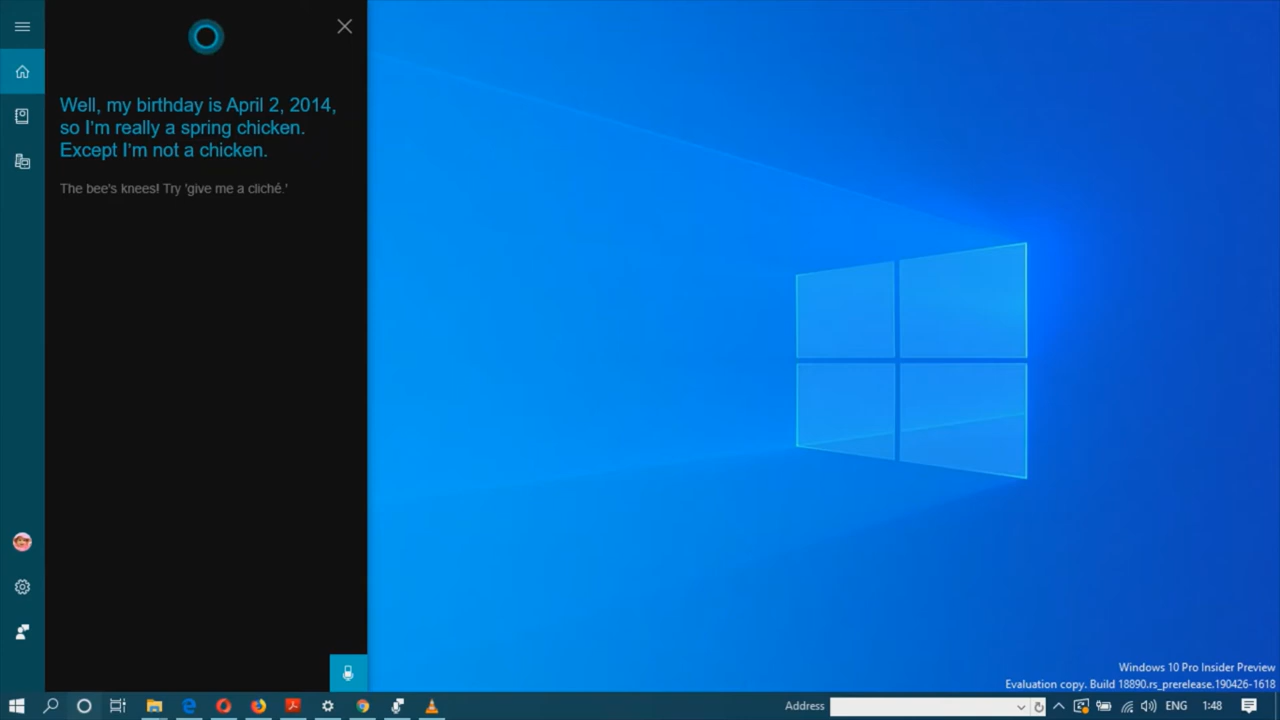 Well, my birthday is April 2, 2014,
so I'm really a spring chicken.
Except I'm not a chicken.
The bee's knees! Try 'give me a cliché.'
Windows 10 Pro Insider Preview
Evaluation copy. Build 18890.rs_prerelease.190426-1618
Address
ENG
1:48